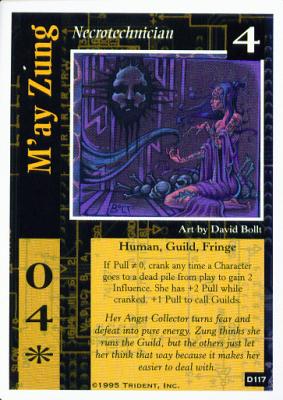 Necrotechnician
4
M'ay Zung
BOLT
Art by David Bollt
Human, Guild, Fringe
If Pull ≠ 0, crank any time a Character
goes to a dead pile from play to gain 2
Influence. She has +2 Pull while
cranked. +1 Pull to call Guilds.
Her Angst Collector turns fear and
defeat into pure energy. Zung thinks she
runs the Guild, but the others just let
her think that way because it makes her
easier to deal with.
0
4
*
©1995 TRIDENT, INC.
D117